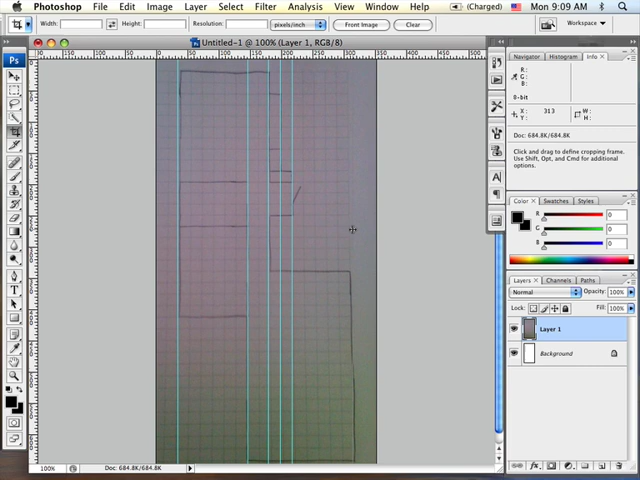 Photoshop File Edit Image Layer Select Filter Analysis View Window Help (Charged) Mon 9:09 AM
Width: Height: Resolution: pixels/inch Front Image Clear Workspace
Untitled-1 @ 100% (Layer 1, RGB/8)
Ps
Navigator Histogram Info
R:
G:
B:
0-bit
X: 313
Y:
W:
H:
Doc: 684.8K/684.8K
Click and drag to define cropping frame.
Use Shift, Opt, and Cmd for additional
options.
Color Swatches Styles
R 0
G 0
B 0
Layers Channels Paths
Normal Opacity: 100%
Lock: Fill: 100%
Layer 1
Background
100% Doc: 684.8K/684.8K